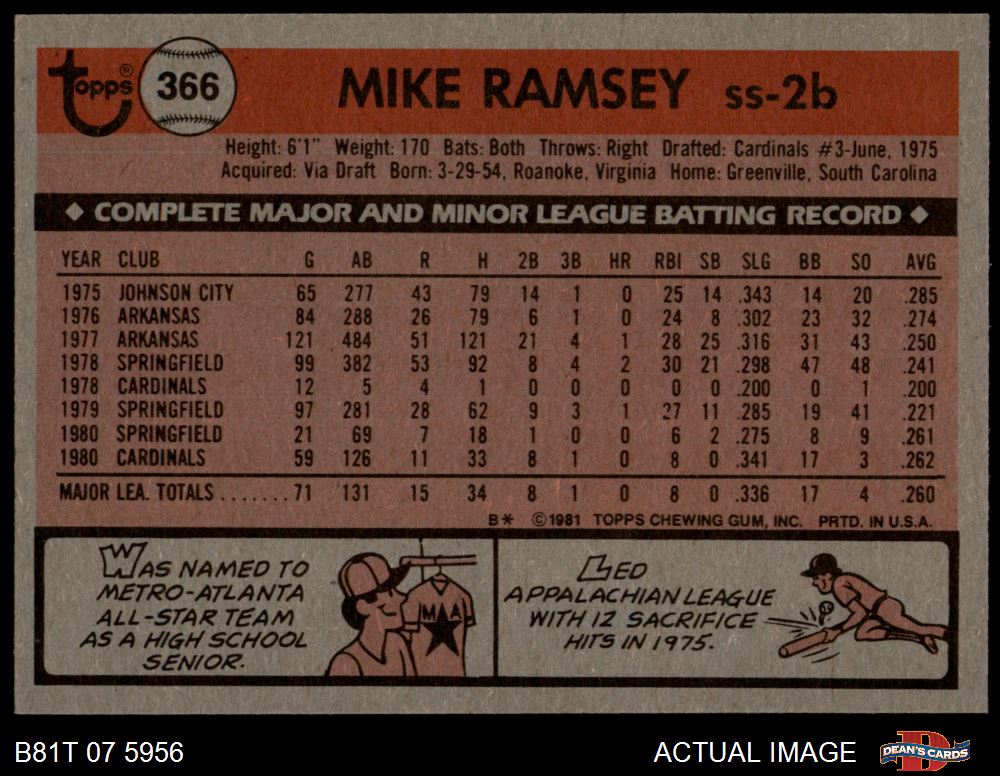 Topps® 366 MIKE RAMSEY ss-2b
Height: 6'1" Weight: 170 Bats: Both Throws: Right Drafted: Cardinals #3-June, 1975
Acquired: Via Draft Born: 3-29-54, Roanoke, Virginia Home: Greenville, South Carolina
◆ COMPLETE MAJOR AND MINOR LEAGUE BATTING RECORD ◆
YEAR CLUB G AB R H 2B 3B HR RBI SB SLG BB SO AVG
1975 JOHNSON CITY 65 277 43 79 14 1 0 25 14 .343 14 20 .285
1976 ARKANSAS 84 288 26 79 6 1 0 24 8 .302 23 32 .274
1977 ARKANSAS 121 484 51 121 21 4 1 28 25 .316 31 43 .250
1978 SPRINGFIELD 99 382 53 92 8 4 2 30 21 .298 47 48 .241
1978 CARDINALS 12 5 4 1 0 0 0 0 0 .200 0 1 .200
1979 SPRINGFIELD 97 281 28 62 9 3 1 27 11 .285 19 41 .221
1980 SPRINGFIELD 21 69 7 18 1 0 0 6 2 .275 8 9 .261
1980 CARDINALS 59 126 11 33 8 1 0 8 0 .341 17 3 .262
MAJOR LEA. TOTALS.......71 131 15 34 8 1 0 8 0 .336 17 4 .260
B* ©1981 TOPPS CHEWING GUM, INC. PRTD. IN U.S.A.
WAS NAMED TO
METRO-ATLANTA
ALL-STAR TEAM
AS A HIGH SCHOOL
SENIOR.
MAA
LED
APPALACHIAN LEAGUE
WITH 12 SACRIFICE
HITS IN 1975.
B81T 07 5956 ACTUAL IMAGE D DEAN'S CARDS